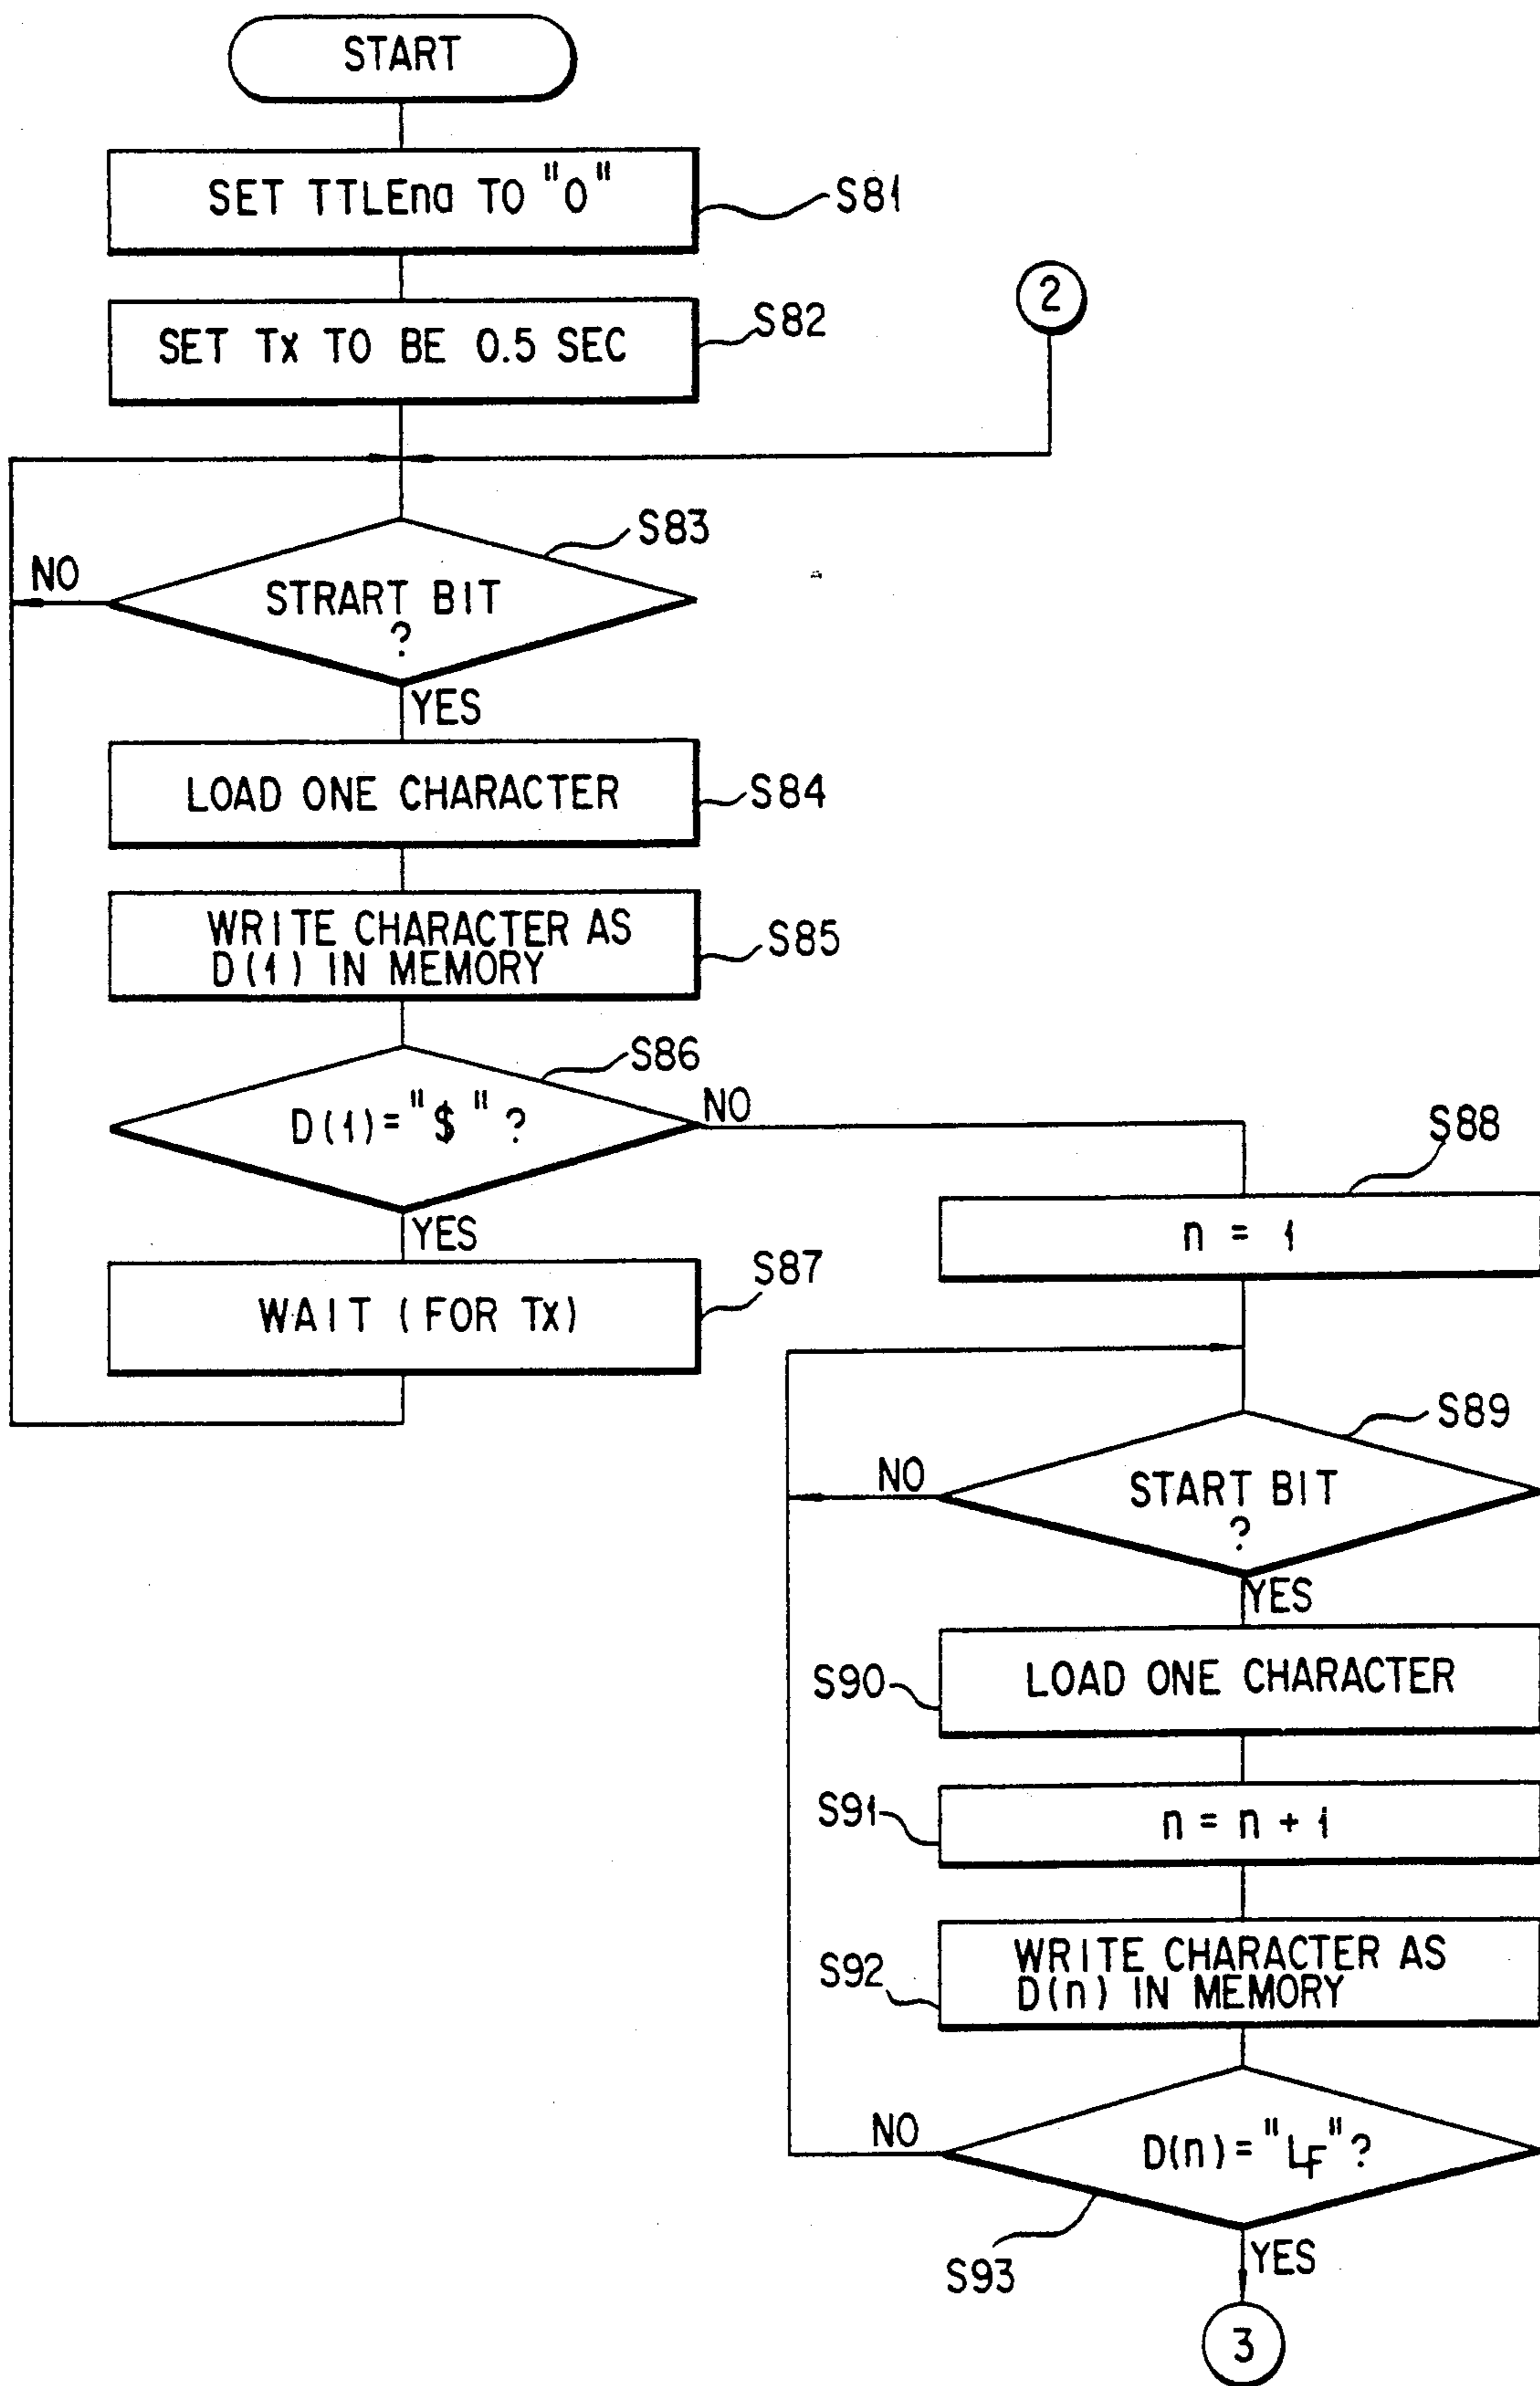 START
SET TTLEna TO "0"
S81
SET Tx TO BE 0.5 SEC
S82
2
STRART BIT
?
S83
NO
YES
LOAD ONE CHARACTER
S84
WRITE CHARACTER AS
D(1) IN MEMORY
S85
D(1)="$"?
S86
NO
YES
WAIT (FOR Tx)
S87
S88
n = 1
START BIT
?
S89
NO
YES
S90
LOAD ONE CHARACTER
S91
n = n + 1
S92
WRITE CHARACTER AS
D(n) IN MEMORY
NO
D(n)="LF"?
S93
YES
3